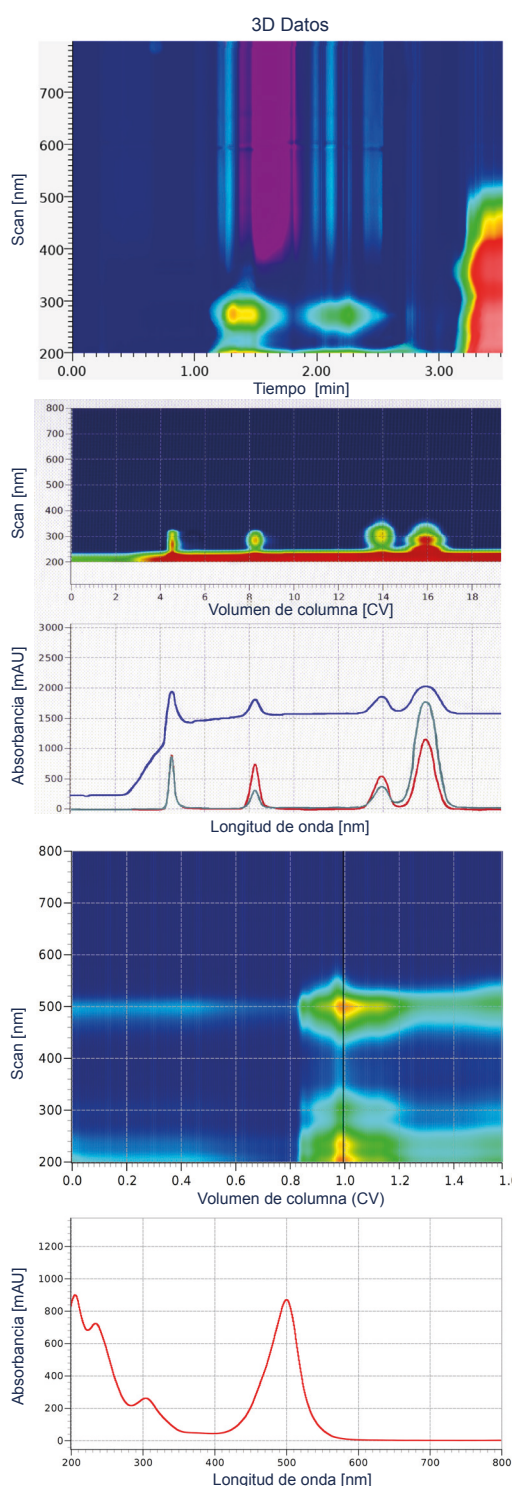 3D Datos
Scan [nm]
700
600
500
400
300
200
0.00 1.00 2.00 3.00
Tiempo [min]
Scan [nm]
800
700
600
500
400
300
200
0 2 4 6 8 10 12 14 16 18
Volumen de columna [CV]
Absorbancia [mAU]
3000
2500
2000
1500
1000
500
0
Longitud de onda [nm]
Scan [nm]
800
700
600
500
400
300
200
0.0 0.2 0.4 0.6 0.8 1.0 1.2 1.4 1.6
Volumen de columna (CV)
Absorbancia [mAU]
1200
1000
800
600
400
200
0
200 300 400 500 600 700 800
Longitud de onda [nm]